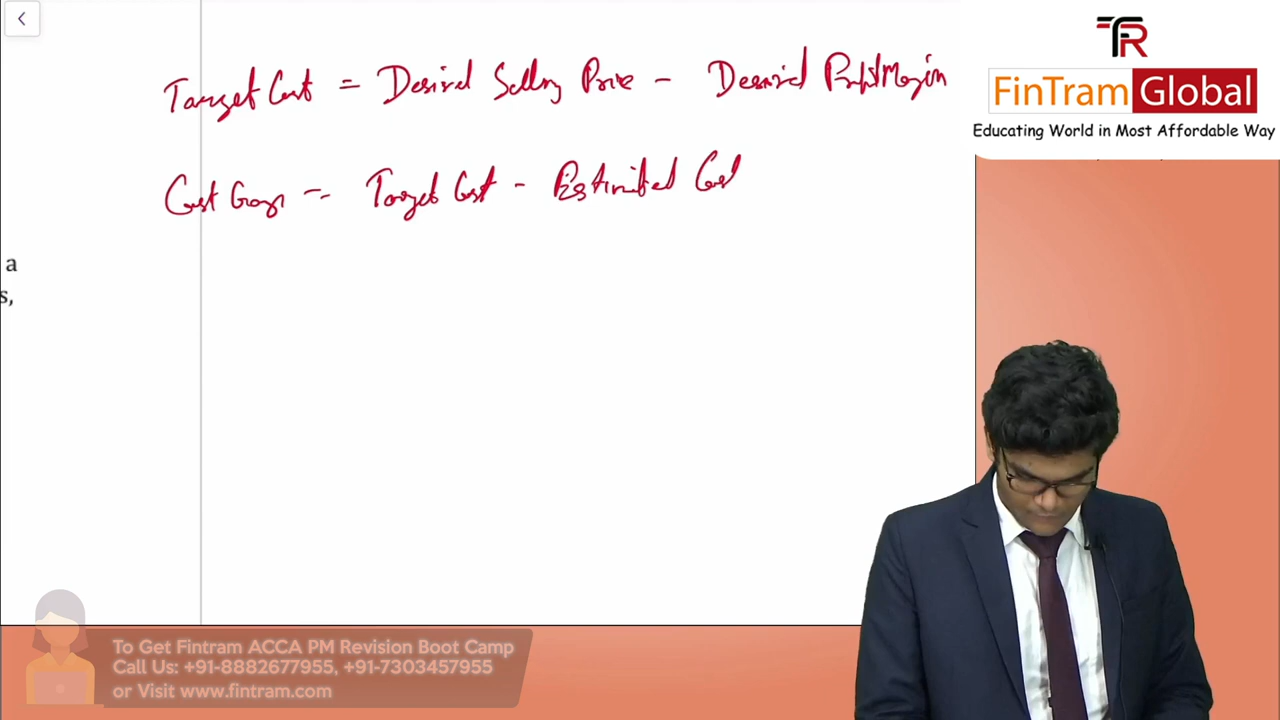 Target Cost = Desired Selling Price - Desired Profit Margin
Cost Gap = Target Cost - Estimated Cost
a
s,
TR
FinTram Global
Educating World in Most Affordable Way
To Get Fintram ACCA PM Revision Boot Camp
Call Us: +91-8882677955, +91-7303457955
or Visit www.fintram.com